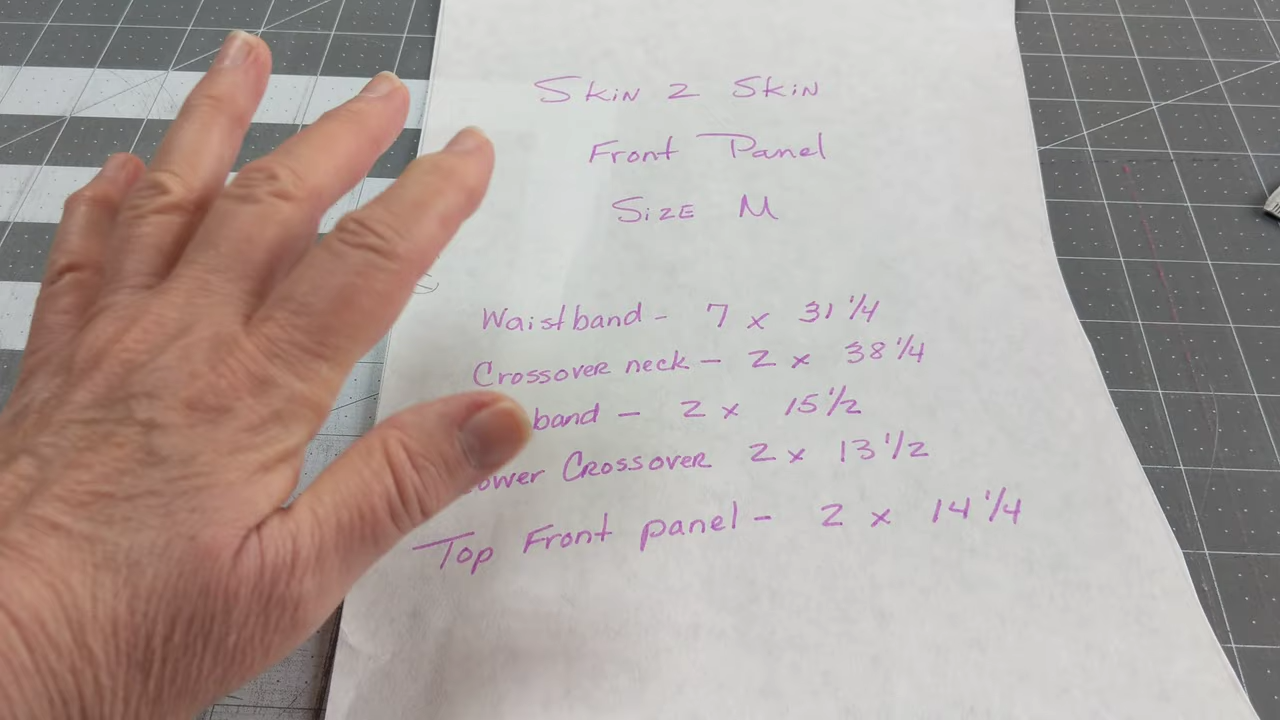 Skin 2 Skin
Front Panel
Size M
Waistband - 7 x 31 1/4
Crossover neck - 2 x 38 1/4
band - 2 x 15 1/2
Lower Crossover 2 x 13 1/2
Top Front panel - 2 x 14 1/4